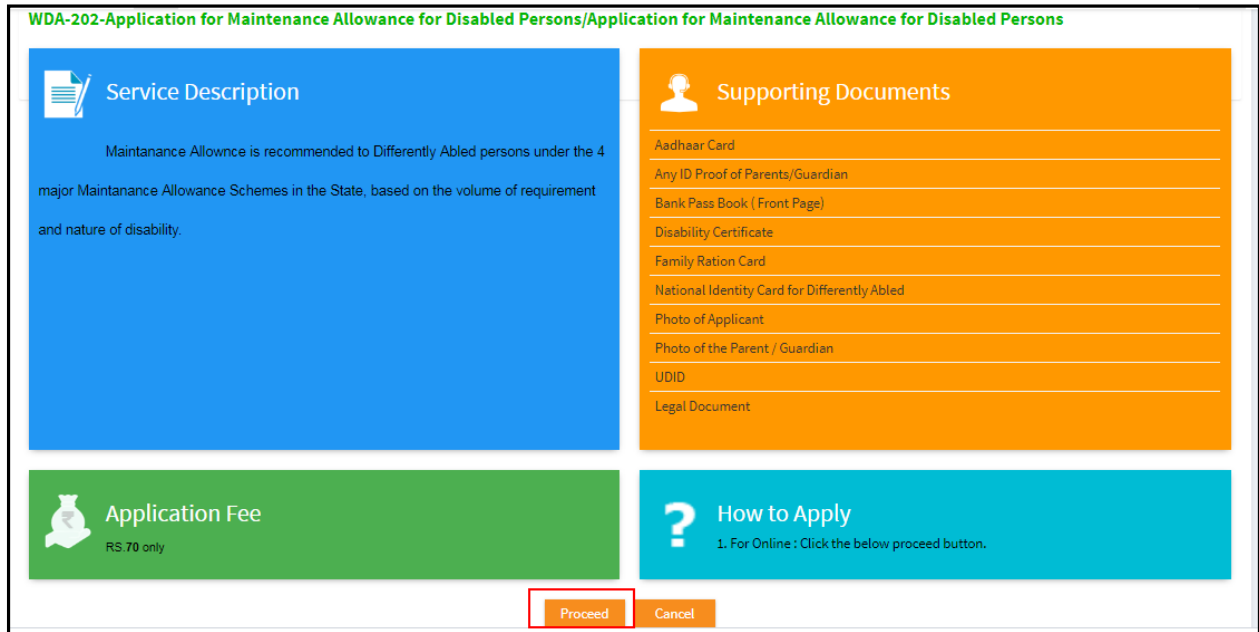 WDA-202-Application for Maintenance Allowance for Disabled Persons/Application for Maintenance Allowance for Disabled Persons
Service Description
Maintanance Allownce is recommended to Differently Abled persons under the 4
major Maintanance Allowance Schemes in the State, based on the volume of requirement
and nature of disability.
Supporting Documents
Aadhaar Card
Any ID Proof of Parents/Guardian
Bank Pass Book ( Front Page)
Disability Certificate
Family Ration Card
National Identity Card for Differently Abled
Photo of Applicant
Photo of the Parent / Guardian
UDID
Legal Document
Application Fee
RS.70 only
How to Apply
1. For Online : Click the below proceed button.
Proceed
Cancel